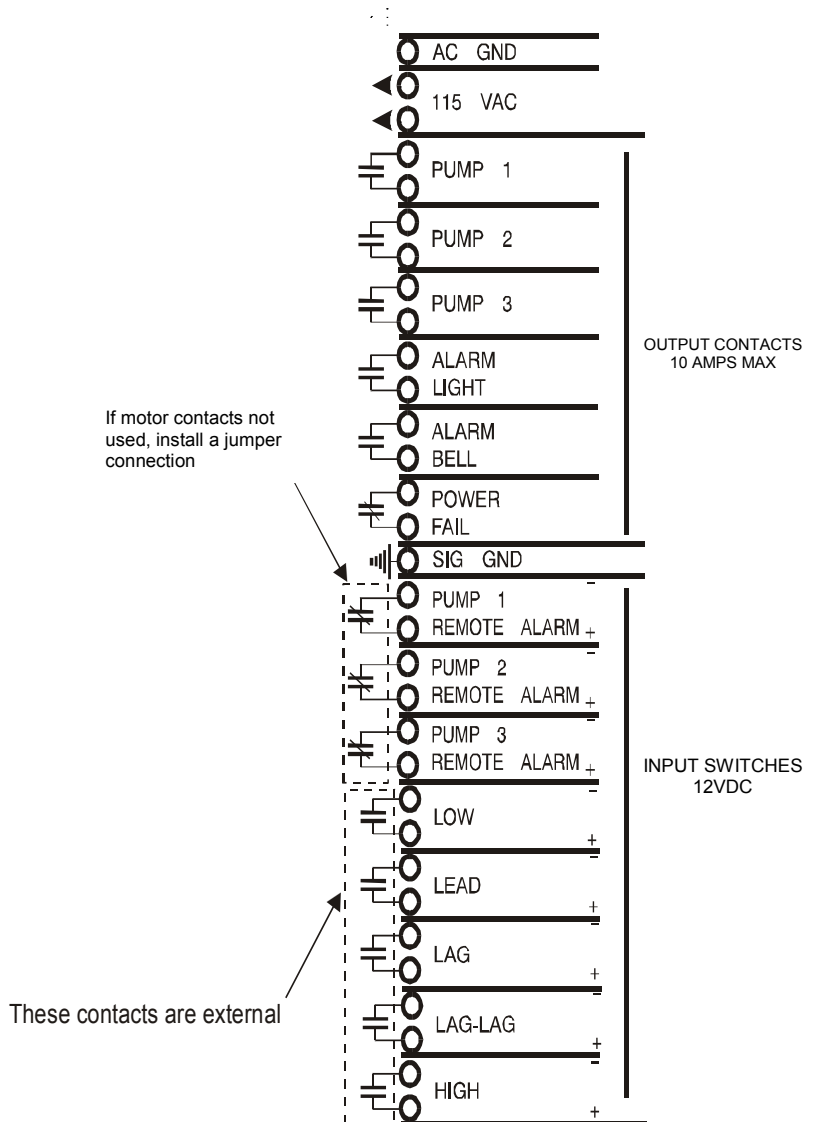 AC GND
115 VAC
PUMP 1
PUMP 2
PUMP 3
ALARM
LIGHT
ALARM
BELL
POWER
FAIL
SIG GND
PUMP 1 -
REMOTE ALARM +
PUMP 2 -
REMOTE ALARM +
PUMP 3 -
REMOTE ALARM +
LOW -
+
LEAD -
+
LAG -
+
LAG-LAG -
+
HIGH -
+
OUTPUT CONTACTS
10 AMPS MAX
INPUT SWITCHES
12VDC
If motor contacts not
used, install a jumper
connection
These contacts are external